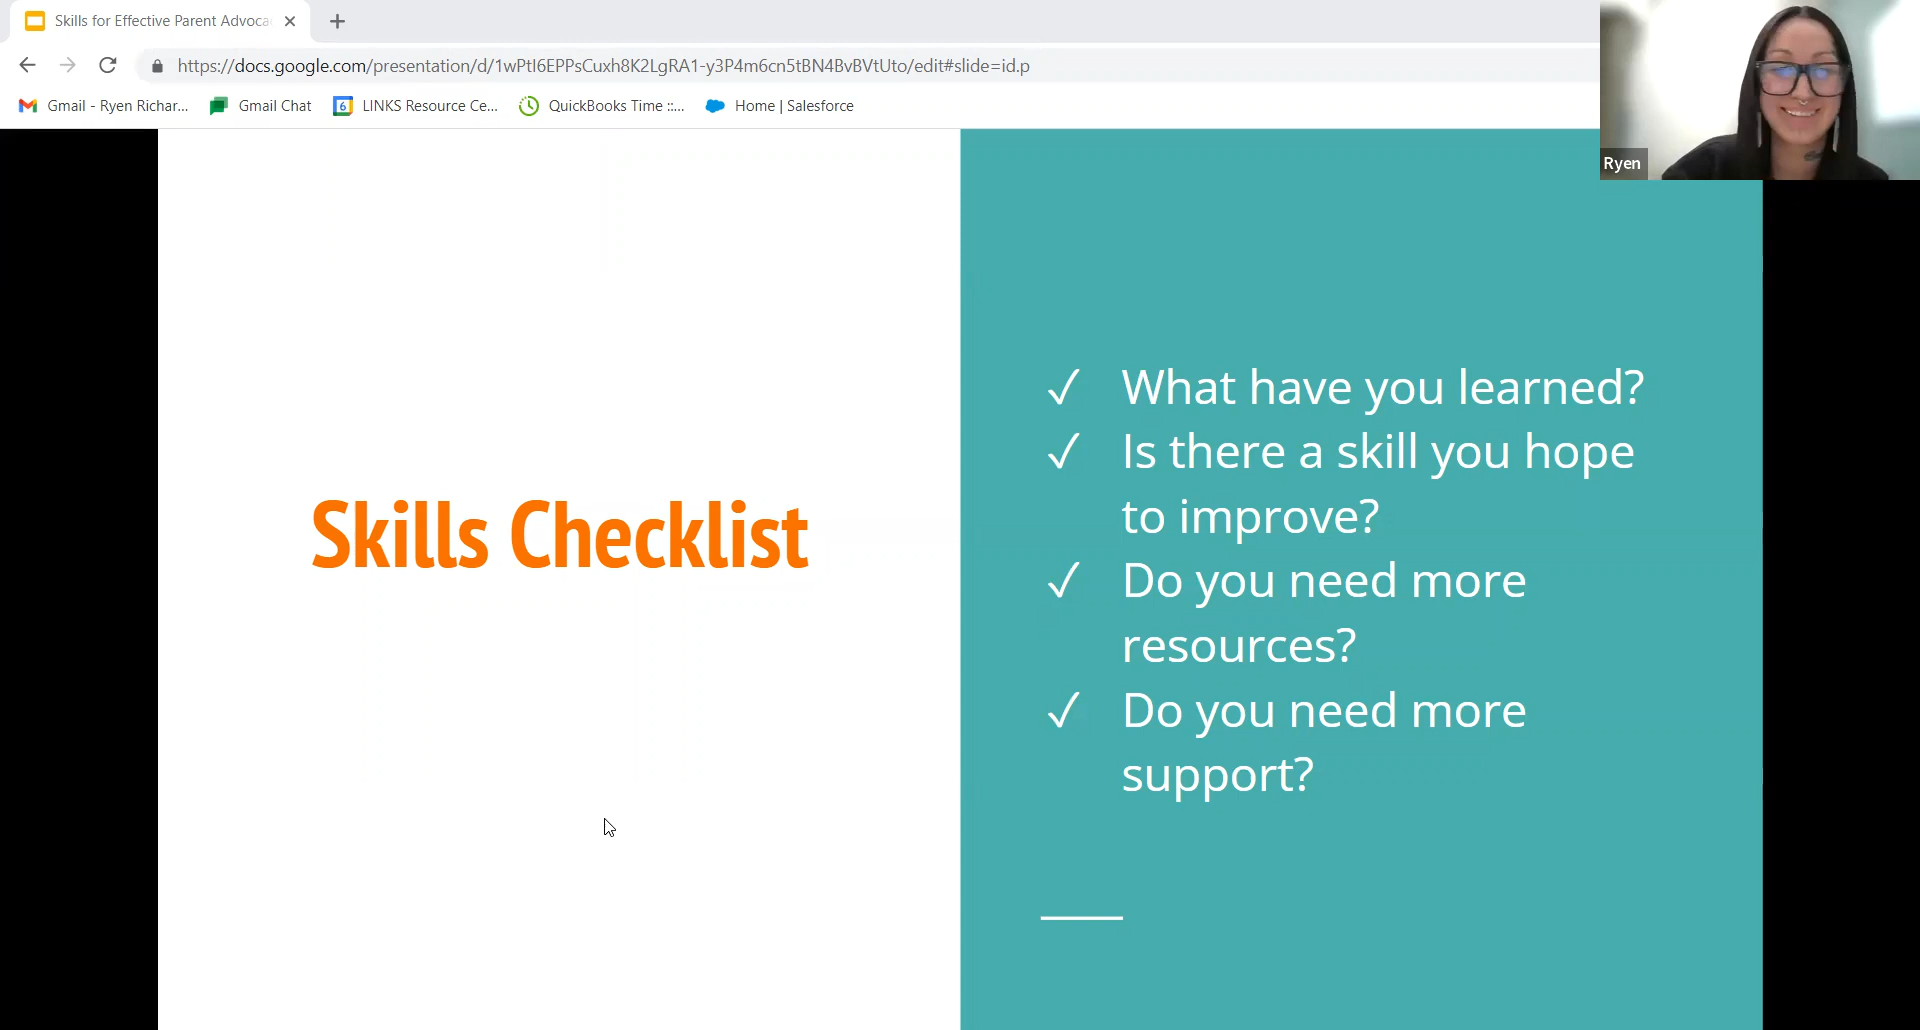 Skills for Effective Parent Advoca
https://docs.google.com/presentation/d/1wPtI6EPPsCuxh8K2LgRA1-y3P4m6cn5tBN4BvBVtUto/edit#slide=id.p
Gmail - Ryen Richar... Gmail Chat 6 LINKS Resource Ce... QuickBooks Time ::... Home | Salesforce
Ryen
Skills Checklist
✓ What have you learned?
✓ Is there a skill you hope
to improve?
✓ Do you need more
resources?
✓ Do you need more
support?